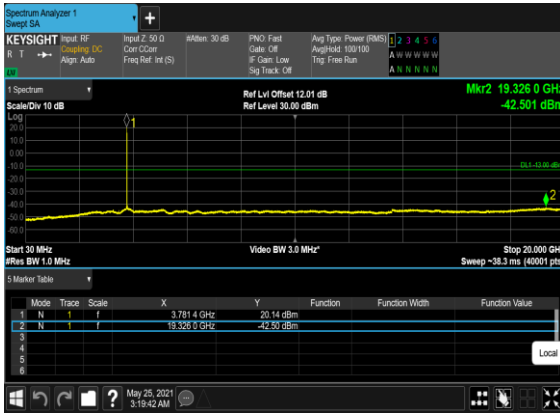 Spectrum Analyzer 1
Swept SA
KEYSIGHT Input: RF Input Z: 50 Ω #Atten: 30 dB PNO: Fast Avg Type: Power (RMS) 1 2 3 4 5 6
R T Coupling: DC Corr CCorr Gate: Off Avg|Hold: 100/100 A W W W W W
Align: Auto Freq Ref: Int (S) IF Gain: Low Trig: Free Run
Sig Track: Off A N N N N N
LXI
1 Spectrum Ref Lvl Offset 12.01 dB Mkr2 19.326 0 GHz
Scale/Div 10 dB Ref Level 30.00 dBm -42.501 dBm
Log
1
20.0
10.0
0.00
-10.0
DL1 -13.00 dBm
-20.0
-30.0
2
-40.0
-50.0
-60.0
Start 30 MHz Video BW 3.0 MHz* Stop 20.000 GHz
#Res BW 1.0 MHz Sweep ~38.3 ms (40001 pts)
5 Marker Table
Mode Trace Scale X Y Function Function Width Function Value
1 N 1 f 3.781 4 GHz 20.14 dBm
2 N 1 f 19.326 0 GHz -42.50 dBm
3
4
5
6
Local
? May 25, 2021
3:19:42 AM